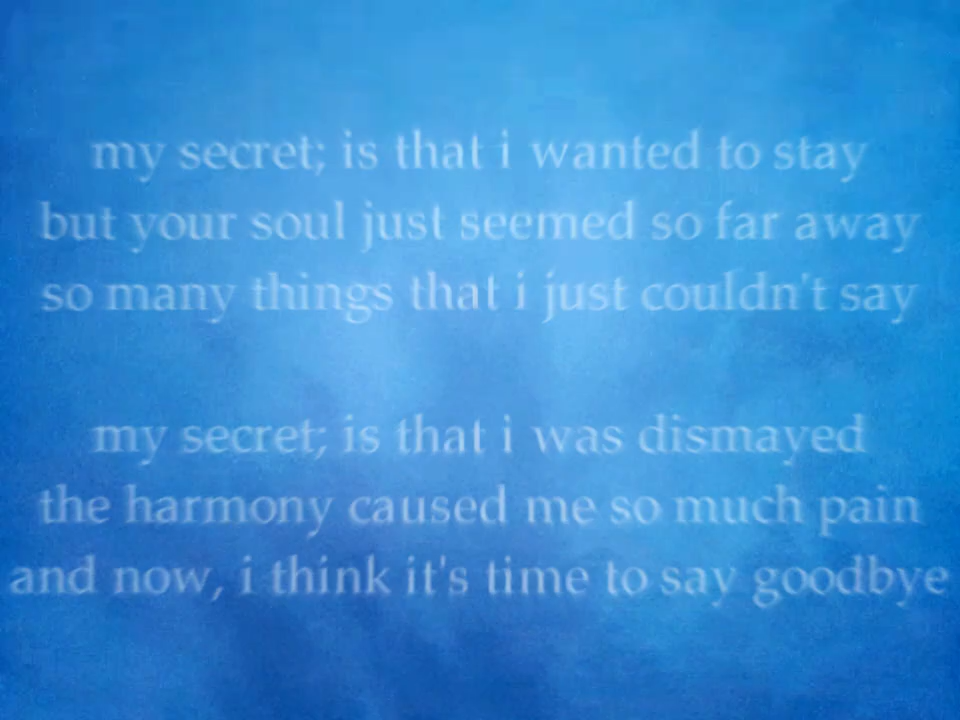 my secret; is that i wanted to stay
but your soul just seemed so far away
so many things that i just couldn't say
my secret; is that i was dismayed
the harmony caused me so much pain
and now, i think it's time to say goodbye